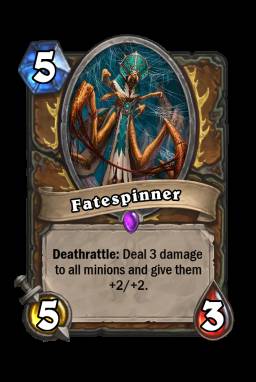 5
Fatespinner
Deathrattle: Deal 3 damage
to all minions and give them
+2/+2.
5
3